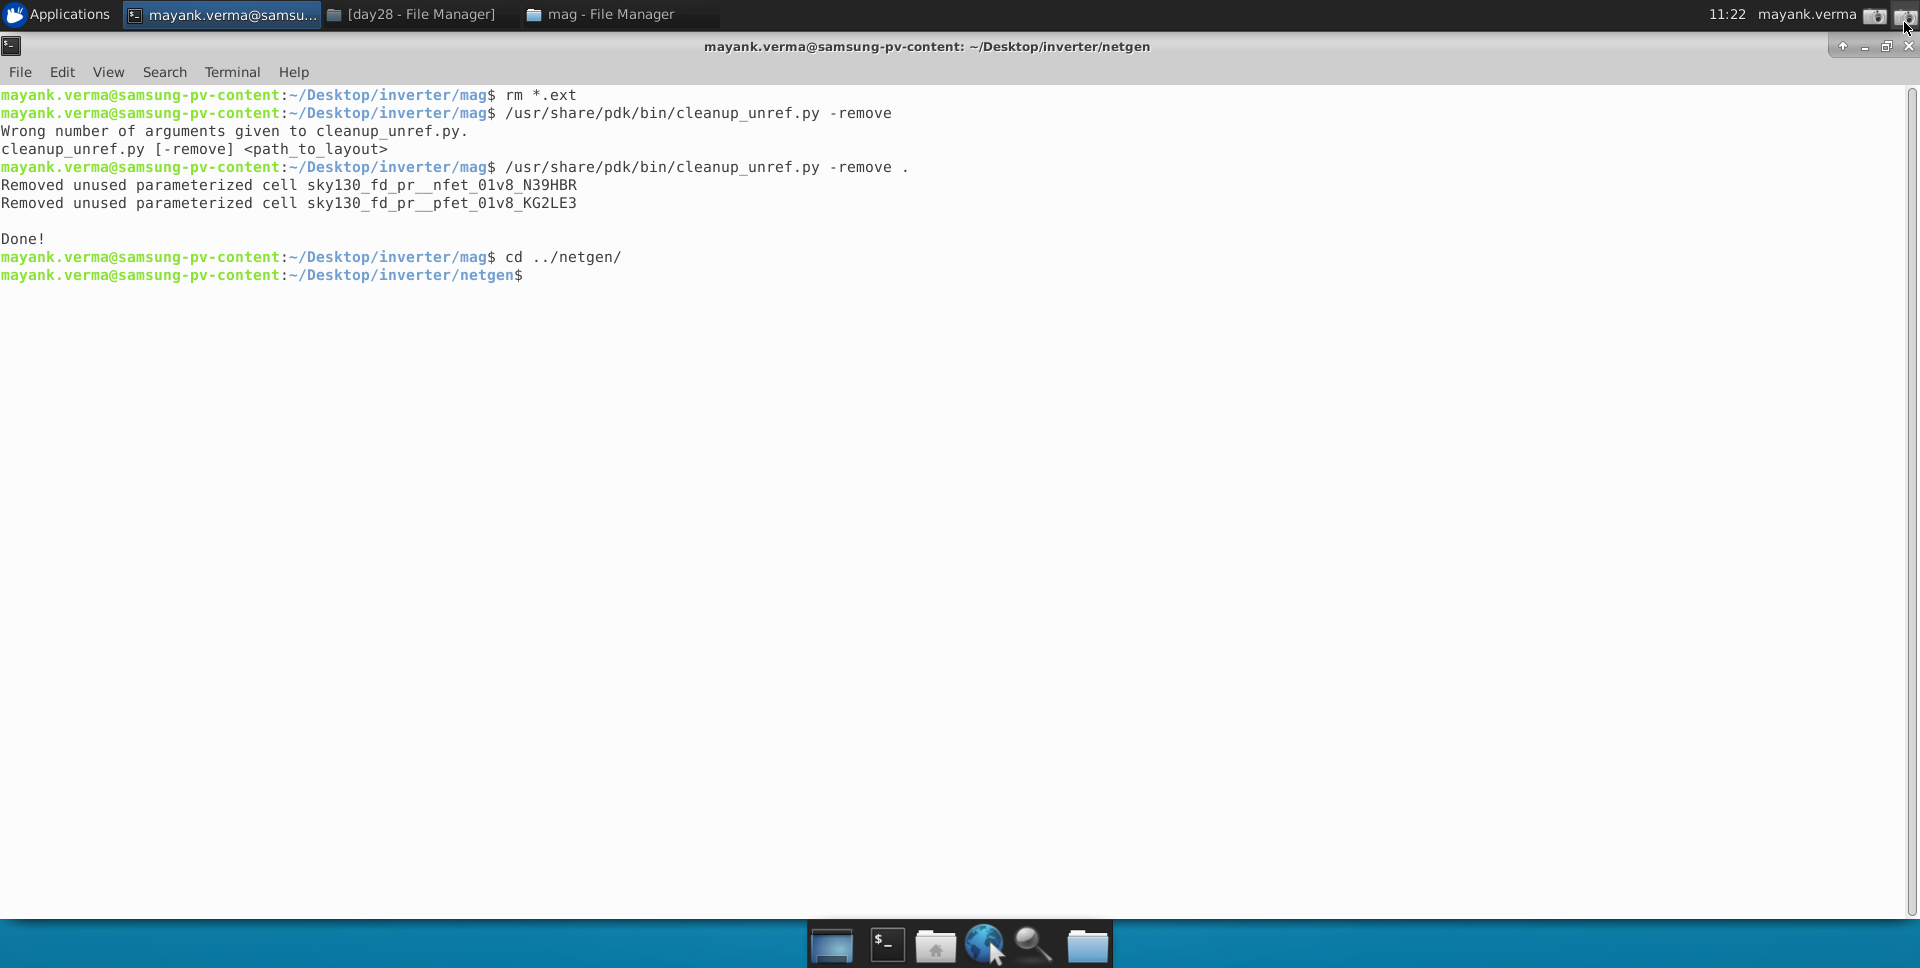 Applications mayank.verma@samsu... [day28 - File Manager] mag - File Manager 11:22 mayank.verma
mayank.verma@samsung-pv-content: ~/Desktop/inverter/netgen
File Edit View Search Terminal Help
mayank.verma@samsung-pv-content:~/Desktop/inverter/mag$ rm *.ext
mayank.verma@samsung-pv-content:~/Desktop/inverter/mag$ /usr/share/pdk/bin/cleanup_unref.py -remove
Wrong number of arguments given to cleanup_unref.py.
cleanup_unref.py [-remove] <path_to_layout>
mayank.verma@samsung-pv-content:~/Desktop/inverter/mag$ /usr/share/pdk/bin/cleanup_unref.py -remove .
Removed unused parameterized cell sky130_fd_pr__nfet_01v8_N39HBR
Removed unused parameterized cell sky130_fd_pr__pfet_01v8_KG2LE3
Done!
mayank.verma@samsung-pv-content:~/Desktop/inverter/mag$ cd ../netgen/
mayank.verma@samsung-pv-content:~/Desktop/inverter/netgen$
$_